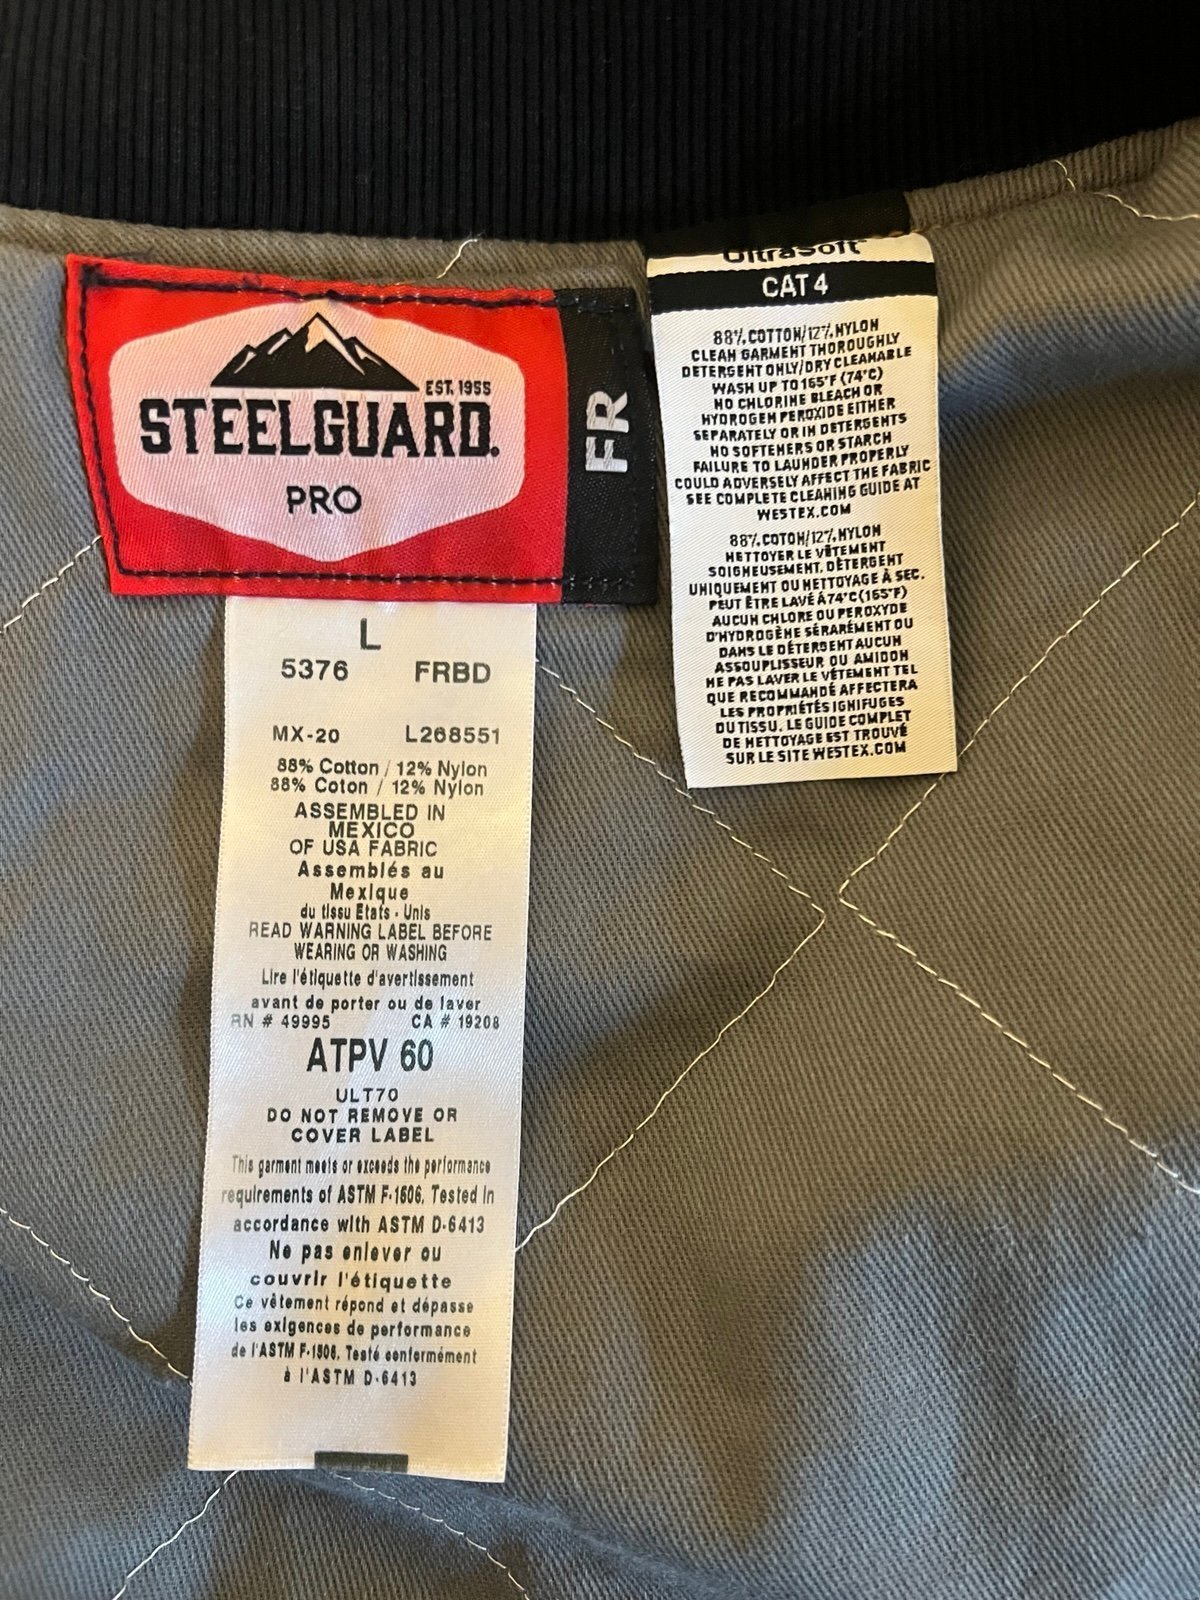 EST. 1955
STEELGUARD.
PRO
FR
L
5376 FRBD
MX-20 L268551
88% Cotton / 12% Nylon
88% Coton / 12% Nylon
ASSEMBLED IN
MEXICO
OF USA FABRIC
Assemblés au
Mexique
du tissu Etats - Unis
READ WARNING LABEL BEFORE
WEARING OR WASHING
Lire l'étiquette d'avertissement
avant de porter ou de laver
RN # 49995 CA # 19208
ATPV 60
ULT70
DO NOT REMOVE OR
COVER LABEL
This garment meets or exceeds the performance
requirements of ASTM F-1506, Tested in
accordance with ASTM D-6413
Ne pas enlever ou
couvrir l'étiquette
Ce vêtement répond et dépasse
les exigences de performance
de l'ASTM F-1506, Testé conformément
à l'ASTM D-6413
UltraSoft
CAT 4
88% COTTON/12% NYLON
CLEAN GARMENT THOROUGHLY
DETERGENT ONLY/DRY CLEANABLE
WASH UP TO 165°F (74°C)
NO CHLORINE BLEACH OR
HYDROGEN PEROXIDE EITHER
SEPARATELY OR IN DETERGENTS
NO SOFTENERS OR STARCH
FAILURE TO LAUNDER PROPERLY
COULD ADVERSELY AFFECT THE FABRIC
SEE COMPLETE CLEANING GUIDE AT
WESTEX.COM
88% COTON/12% NYLON
NETTOYER LE VÊTEMENT
SOIGNEUSEMENT, DÉTERGENT
UNIQUEMENT OU NETTOYAGE À SEC.
PEUT ÊTRE LAVÉ À 74°C (165°F)
AUCUN CHLORE OU PEROXYDE
D'HYDROGÈNE SÉRARÉMENT OU
DANS LE DÉTERGENT AUCUN
ASSOUPLISSEUR OU AMIDON
NE PAS LAVER LE VÊTEMENT TEL
QUE RECOMMANDÉ AFFECTERA
LES PROPRIÉTÉS IGNIFUGES
DU TISSU. LE GUIDE COMPLET
DE NETTOYAGE EST TROUVÉ
SUR LE SITE WESTEX.COM